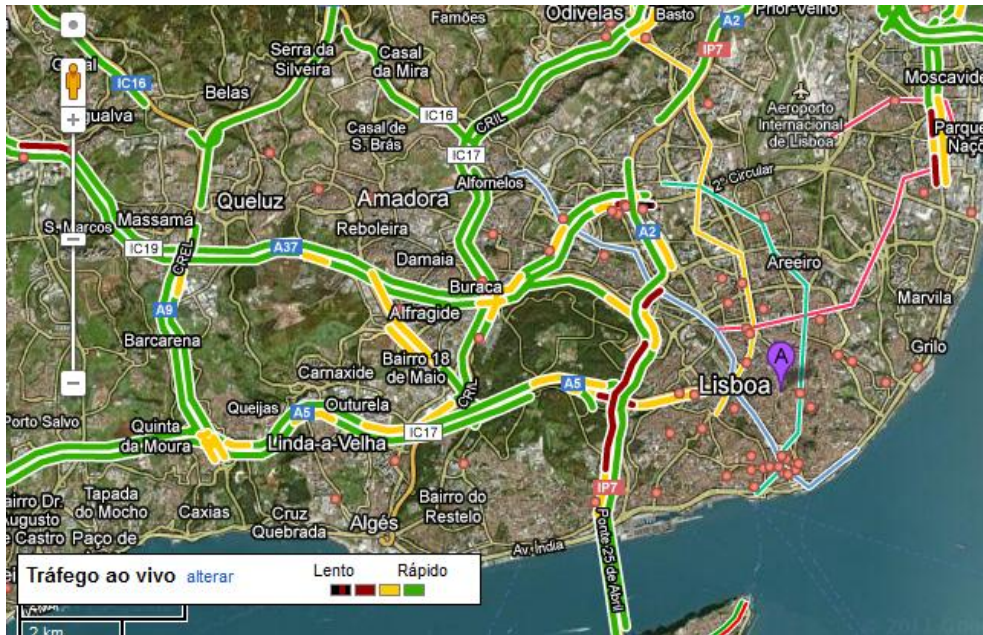 Famões
Odivelas
Basto
Prior-Velho
A2
IP7
Serra da
Silveira
Casal
da Mira
Moscavide
IC16
Belas
IC16
CRIL
Aeroporto
Internacional
de Lisboa
Parque
Casal de
S. Brás
IC17
2ª Circular
Alfornelos
Queluz
Amadora
Massamá
S. Marcos
Reboleira
A2
IC19
CREL
A37
Damaia
Areeiro
Buraca
Marvila
A9
Alfragide
Barcarena
Grilo
Bairro 18
de Maio
A
Carnaxide
CRIL
A5
Lisboa
Porto Salvo
Queijas
A5
Outurela
Quinta
da Moura
Linda-a-Velha
IC17
IP7
Bairro Dr.
Augusto
de Castro
Tapada
do Mocho
Paço de
Caxias
Cruz
Quebrada
Bairro do
Restelo
Algés
Av. Índia
Ponte 25 de Abril
Tráfego ao vivo alterar
Lento
Rápido
2 km